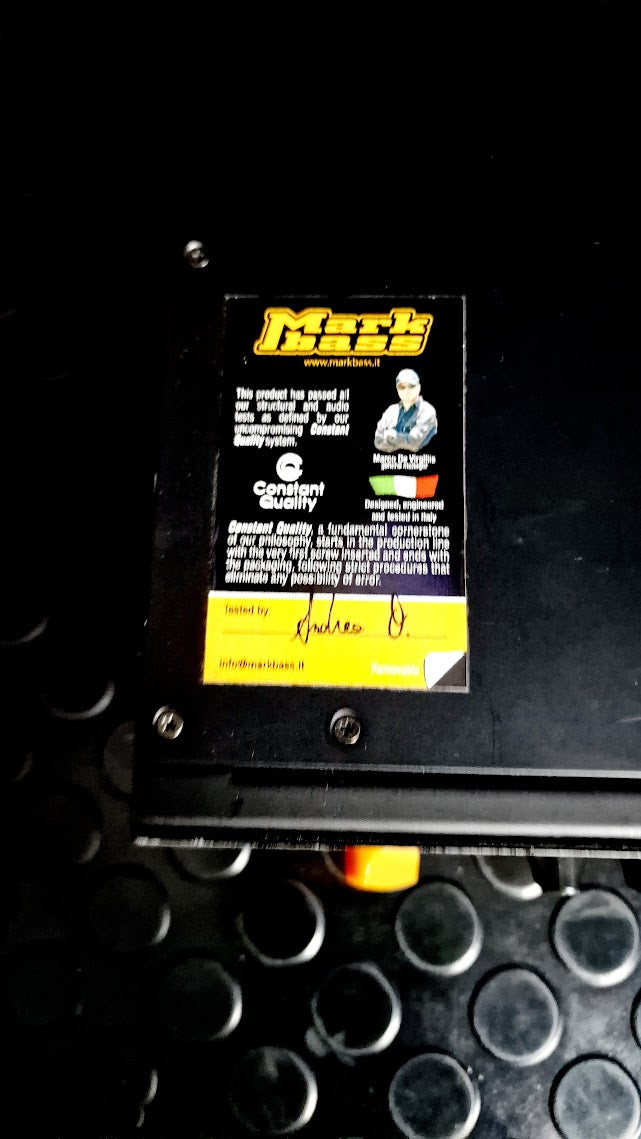 Mark
bass
www.markbass.it
This product has passed all
our structural and audio
tests as defined by our
uncompromising Constant
Quality system.
Marco De Virgiliis
general manager
Constant
Quality
Designed, engineered
and tested in Italy
Constant Quality, a fundamental cornerstone
of our philosophy, starts in the production line
with the very first screw inserted and ends with
the packaging, following strict procedures that
eliminate any possibility of error.
Tested by:
Andrea D.
info@markbass.it
Removable